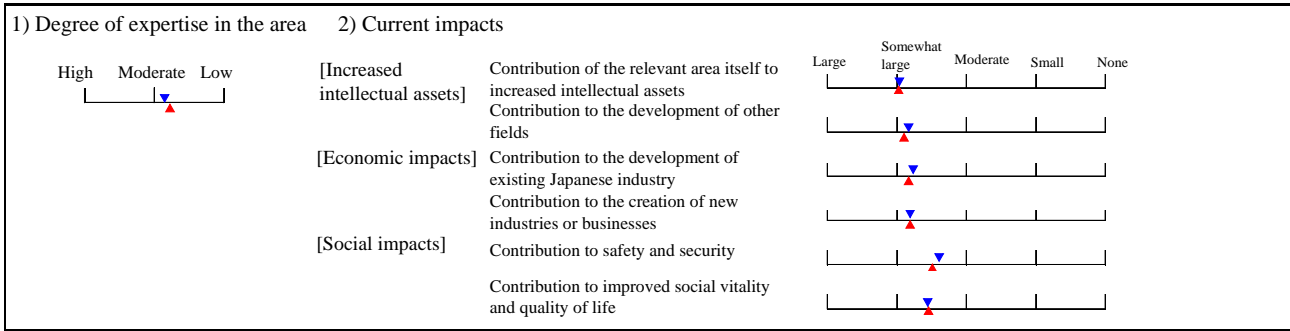 1) Degree of expertise in the area 2) Current impacts
High Moderate Low
Large Somewhat large Moderate Small None
[Increased intellectual assets]
Contribution of the relevant area itself to
increased intellectual assets
Contribution to the development of other
fields
[Economic impacts]
Contribution to the development of
existing Japanese industry
Contribution to the creation of new
industries or businesses
[Social impacts]
Contribution to safety and security
Contribution to improved social vitality
and quality of life